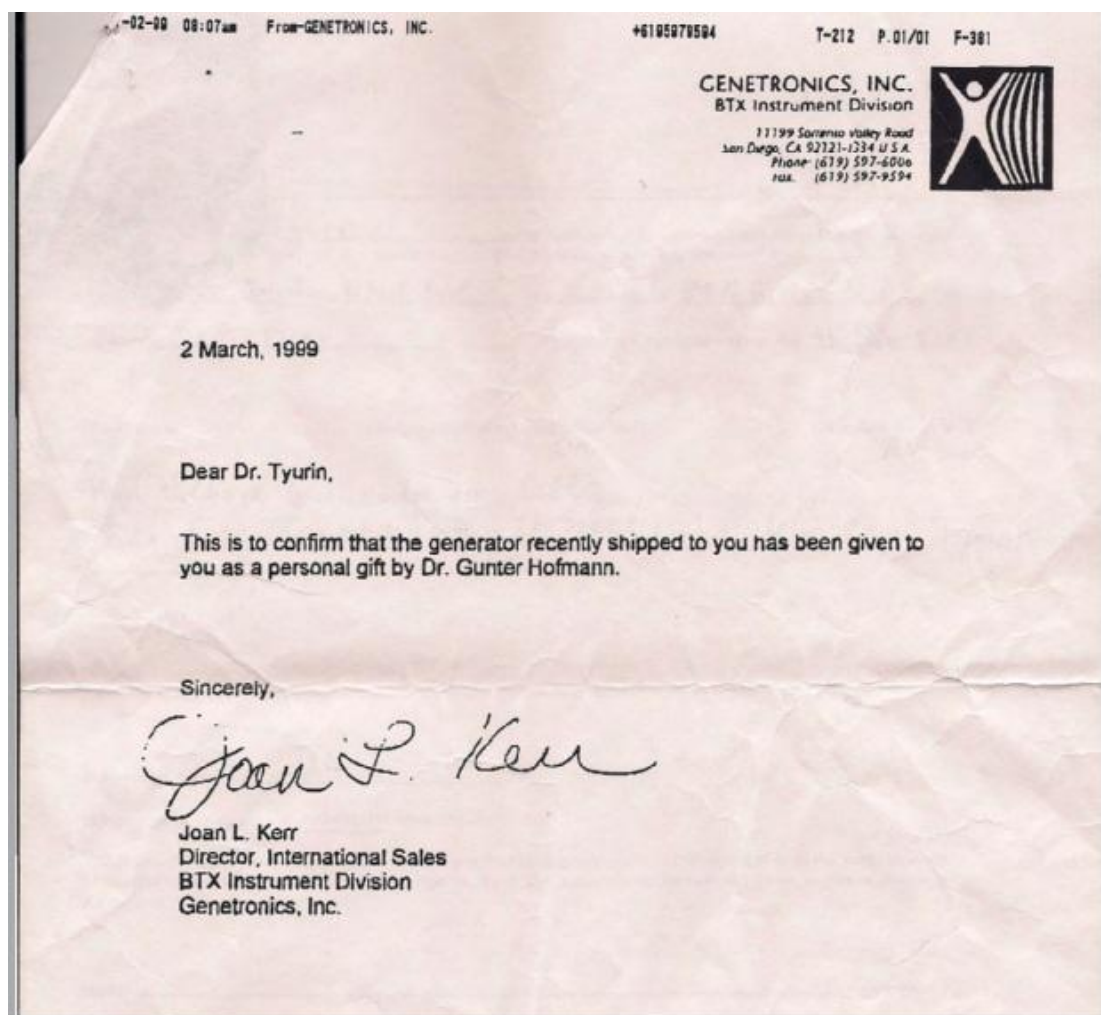 -02-99 08:07am From-GENETRONICS, INC. +6195979594 T-212 P.01/01 F-381
GENETRONICS, INC.
BTX Instrument Division
11199 Sorrento Valley Road
San Diego, CA 92121-1334 U S A.
Phone (619) 597-6006
Fax. (619) 597-9594
2 March, 1999
Dear Dr. Tyurin,
This is to confirm that the generator recently shipped to you has been given to
you as a personal gift by Dr. Gunter Hofmann.
Sincerely,
Joan L. Kerr
Joan L. Kerr
Director, International Sales
BTX Instrument Division
Genetronics, Inc.